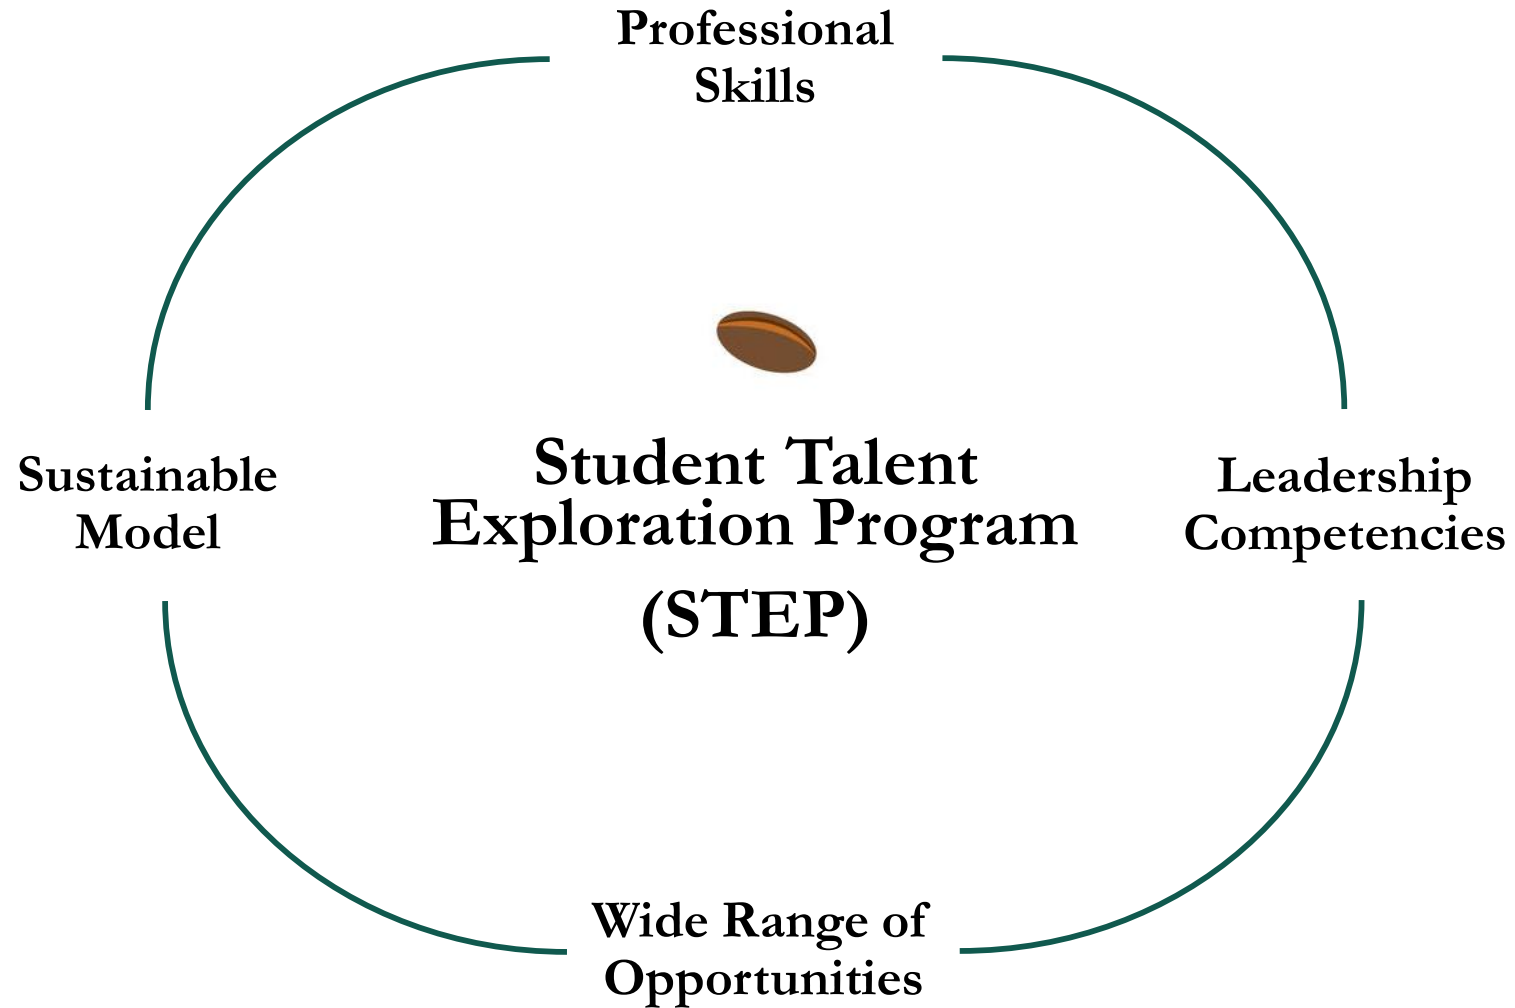 Professional
Skills
Sustainable
Model
Student Talent
Exploration Program
(STEP)
Leadership
Competencies
Wide Range of
Opportunities